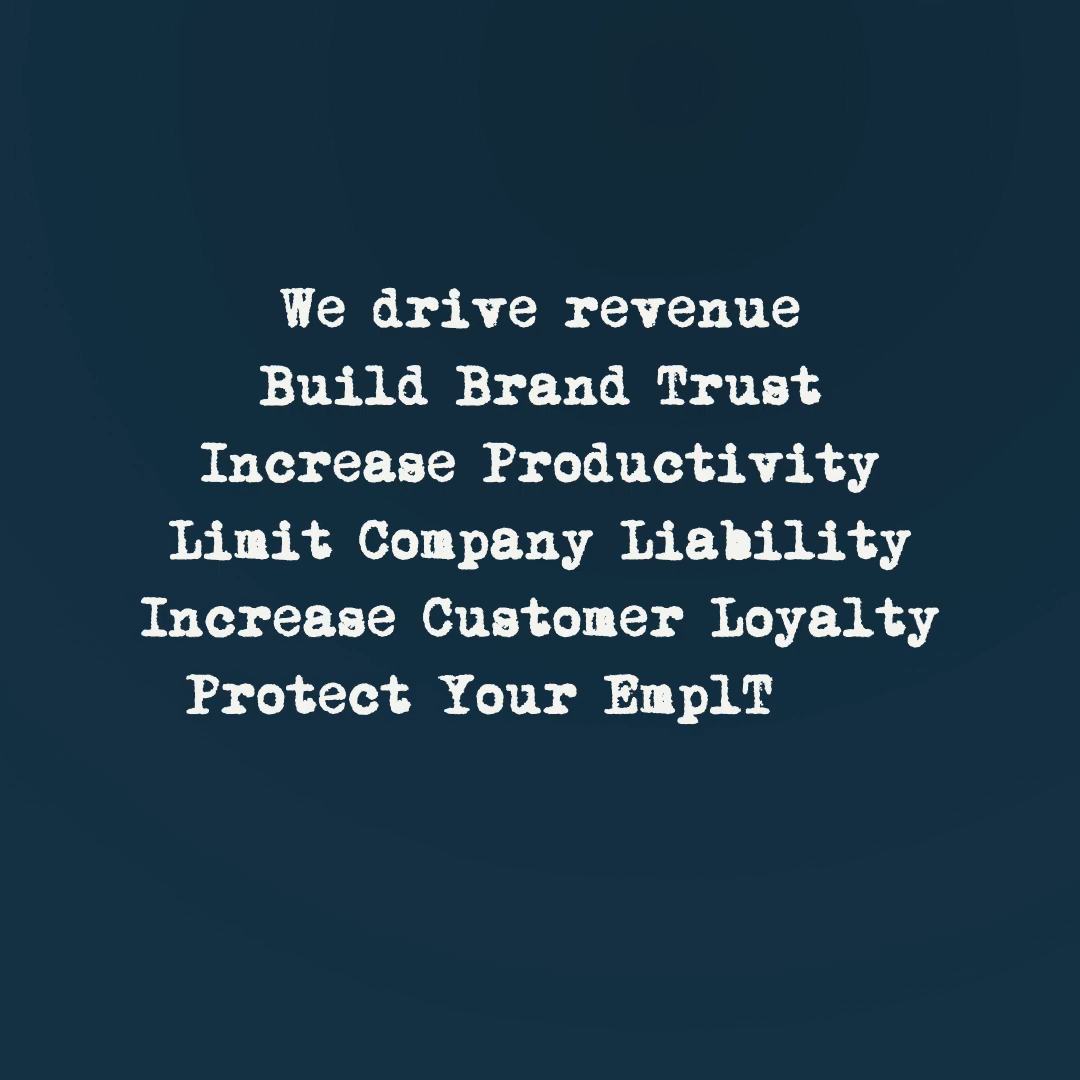 We drive revenue
Build Brand Trust
Increase Productivity
Limit Company Liability
Increase Customer Loyalty
Protect Your EmplT